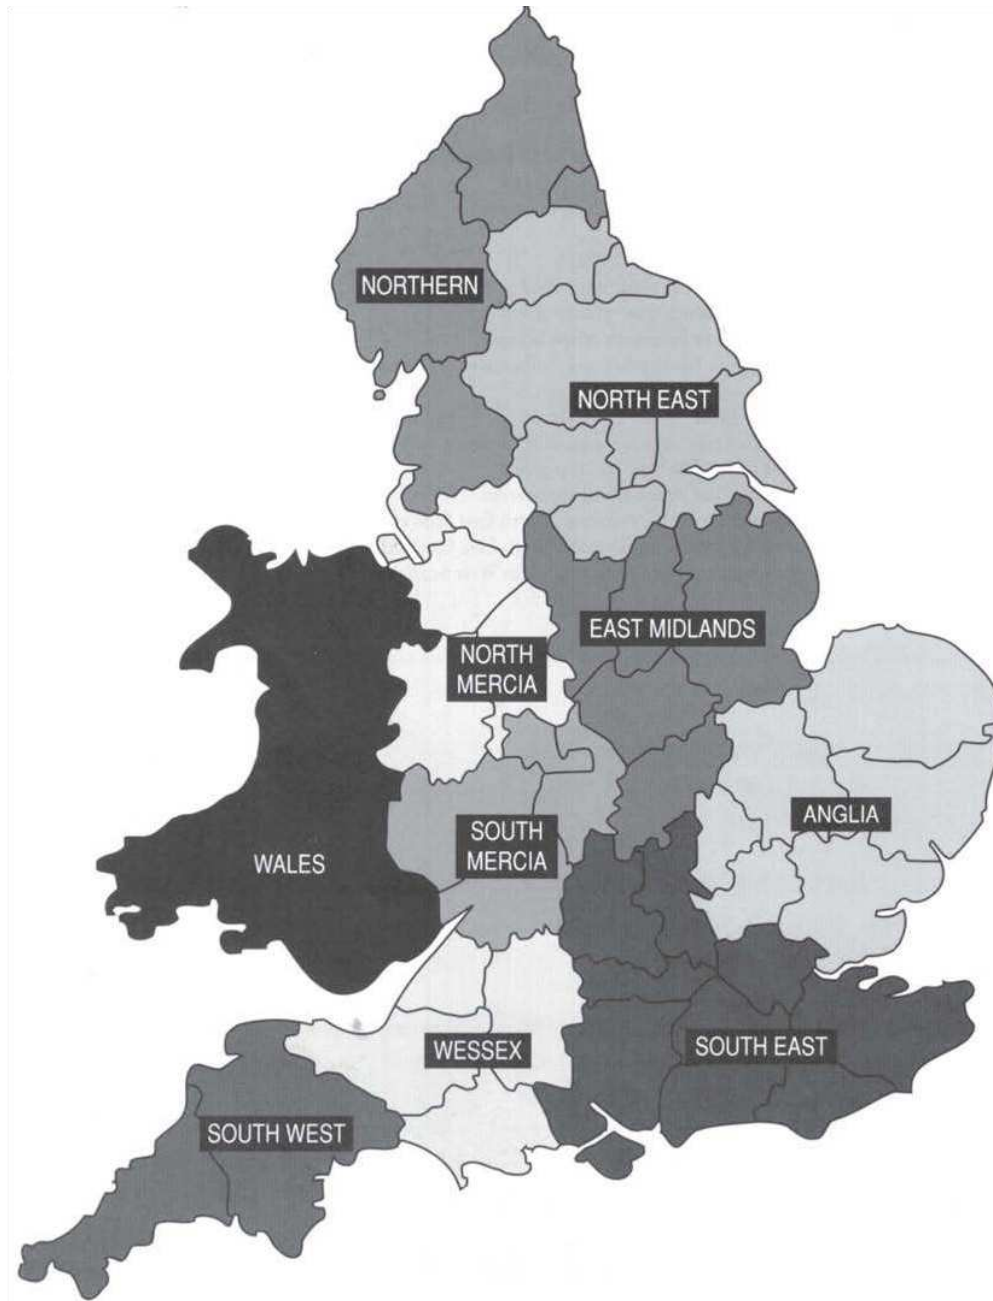 NORTHERN
NORTH EAST
EAST MIDLANDS
NORTH
MERCIA
ANGLIA
SOUTH
MERCIA
WALES
SOUTH EAST
WESSEX
SOUTH WEST